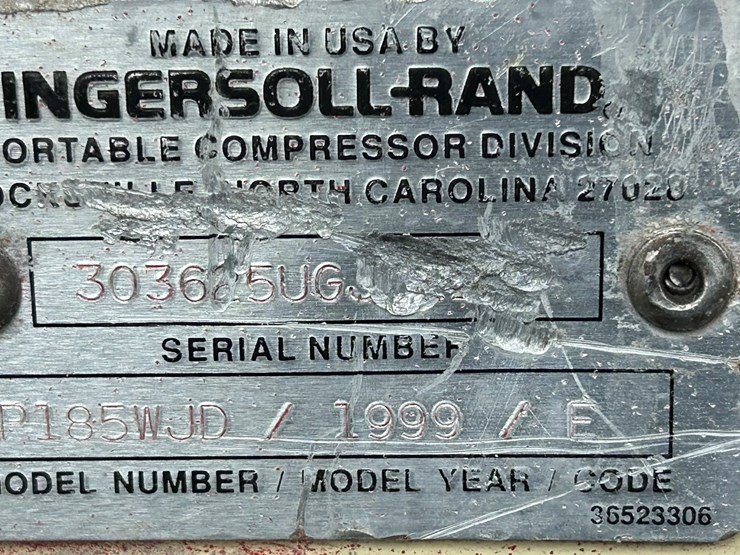 MADE IN USA BY
INGERSOLL-RAND
ORTABLE COMPRESSOR DIVISION
NORTH CAROLINA
SERIAL NUMBER
P185WJD / 1999 / E
MODEL NUMBER / MODEL YEAR / CODE
36523306